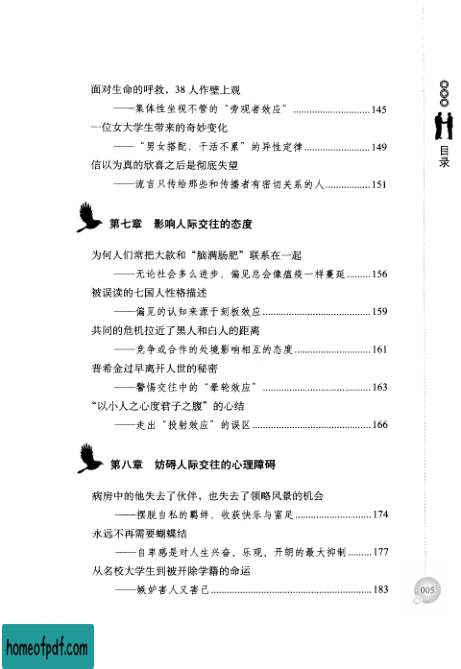 面对生命的呼救，38 人作壁上观
——集体性坐视不管的“旁观者效应” ………………………145
一位女大学生带来的奇妙变化
——“男女搭配，干活不累”的异性定律……………………149
信以为真的欣喜之后是彻底失望
——流言只传给那些和传播者有密切关系的人………………151
第七章 影响人际交往的态度
为何人们常把大款和“脑满肠肥”联系在一起
——无论社会多么进步，偏见总会像瘟疫一样蔓延………156
被误读的七国人性格描述
——偏见的认知来源于刻板效应…………………………………159
共同的危机拉近了黑人和白人的距离
——竞争或合作的处境影响相互的态度………………………161
普希金过早离开人世的秘密
——警惕交往中的“晕轮效应” …………………………………163
“以小人之心度君子之腹”的心结
——走出“投射效应”的误区……………………………………166
第八章 妨碍人际交往的心理障碍
病房中的他失去了伙伴，也失去了领略风景的机会
——摆脱自私的羁绊，收获快乐与富足………………………174
永远不再需要蝴蝶结
——自卑感是对人生兴奋、乐观、开朗的最大抑制………177
从名校大学生到被开除学籍的命运
——嫉妒害人又害己………………………………………………183
目录
005
homeofpdf.com